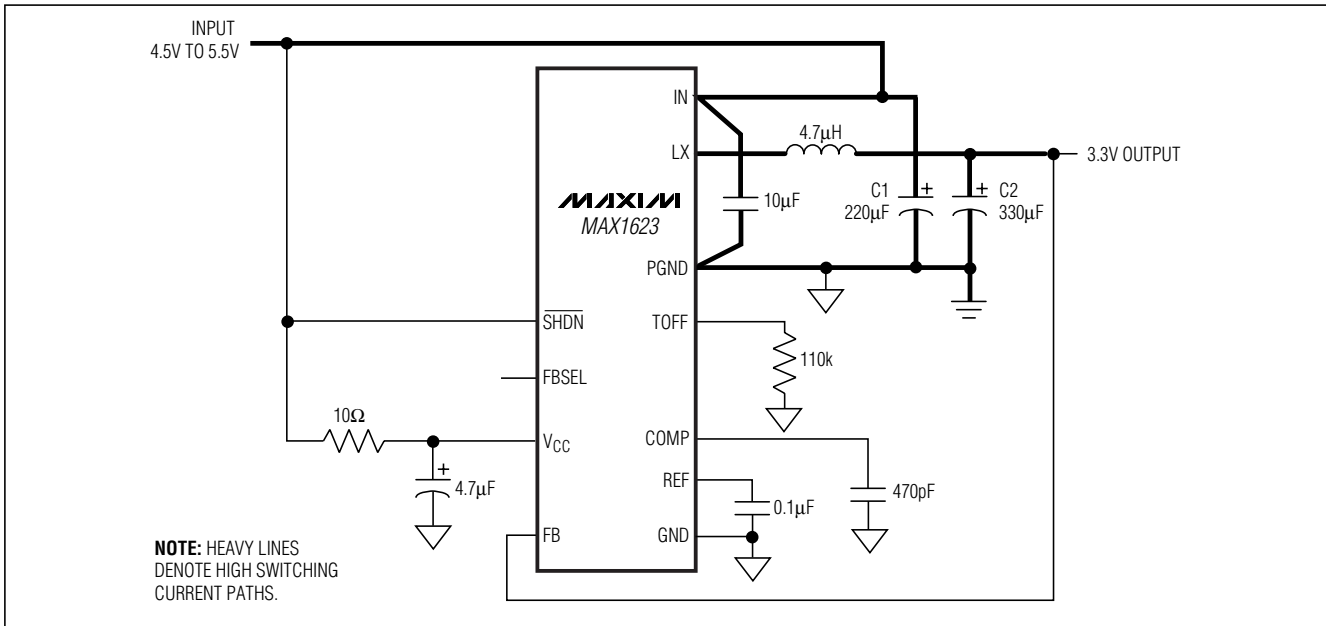 INPUT
4.5V TO 5.5V
IN
4.7μH
LX
3.3V OUTPUT
C1
220μF
+
+
C2
330μF
10μF
MAXIM
MAX1623
PGND
SHDN
TOFF
110k
FBSEL
10Ω
VCC
COMP
+
4.7μF
REF
470pF
0.1μF
FB
GND
NOTE: HEAVY LINES
DENOTE HIGH SWITCHING
CURRENT PATHS.